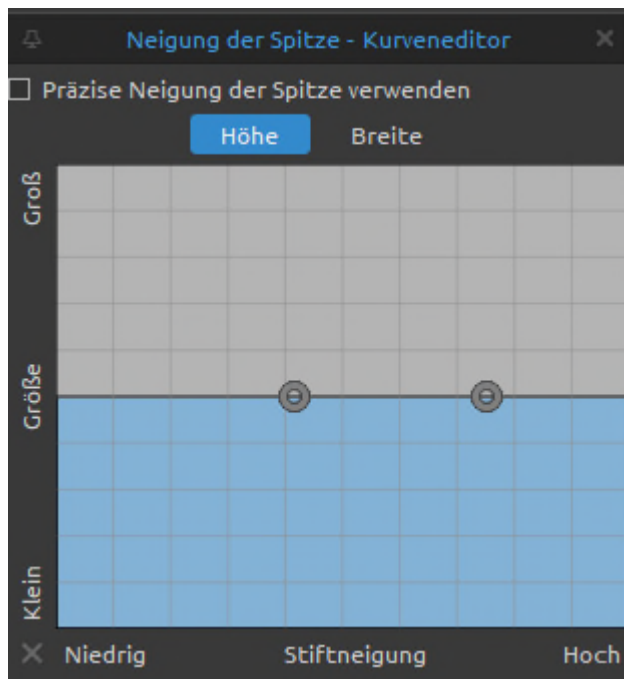 Neigung der Spitze - Kurveneditor
Präzise Neigung der Spitze verwenden
Höhe Breite
Groß
Größe
Klein
Niedrig Stiftneigung Hoch